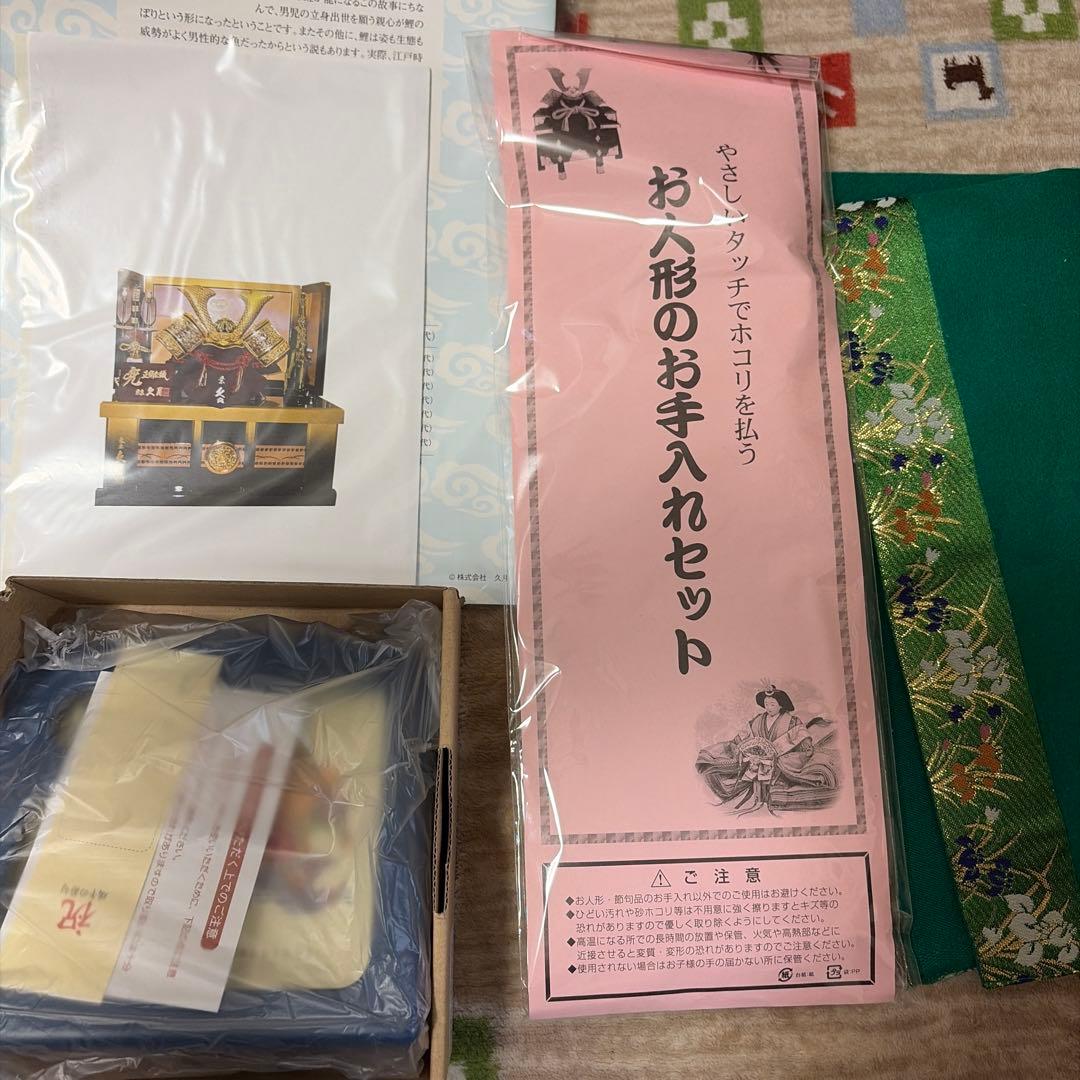 んで、男児の立身出世を願う親心が鯉の
ぼりという形になったということです。またその他に、鯉は姿も生態も
威勢がよく男性的な魚だったからという説もあります。実際、江戸時
©株式会社 久月
やさしいタッチでホコリを払う
お人形のお手入れセット
⚠ ご注意
●お人形・節句品のお手入れ以外でのご使用はお避けください。
●ひどい汚れや砂ホコリ等は不用意に強く擦りますとキズ等の
恐れがありますので優しく取り除くようにしてください。
●高温になる所での長時間の放置や保管、火気や高熱部などに
近接させると変質・変形の恐れがありますのでご注意ください。
●使用されない場合はお子様の手の届かない所に保管ください。
紙 台紙:紙 プラ 袋:PP
祝